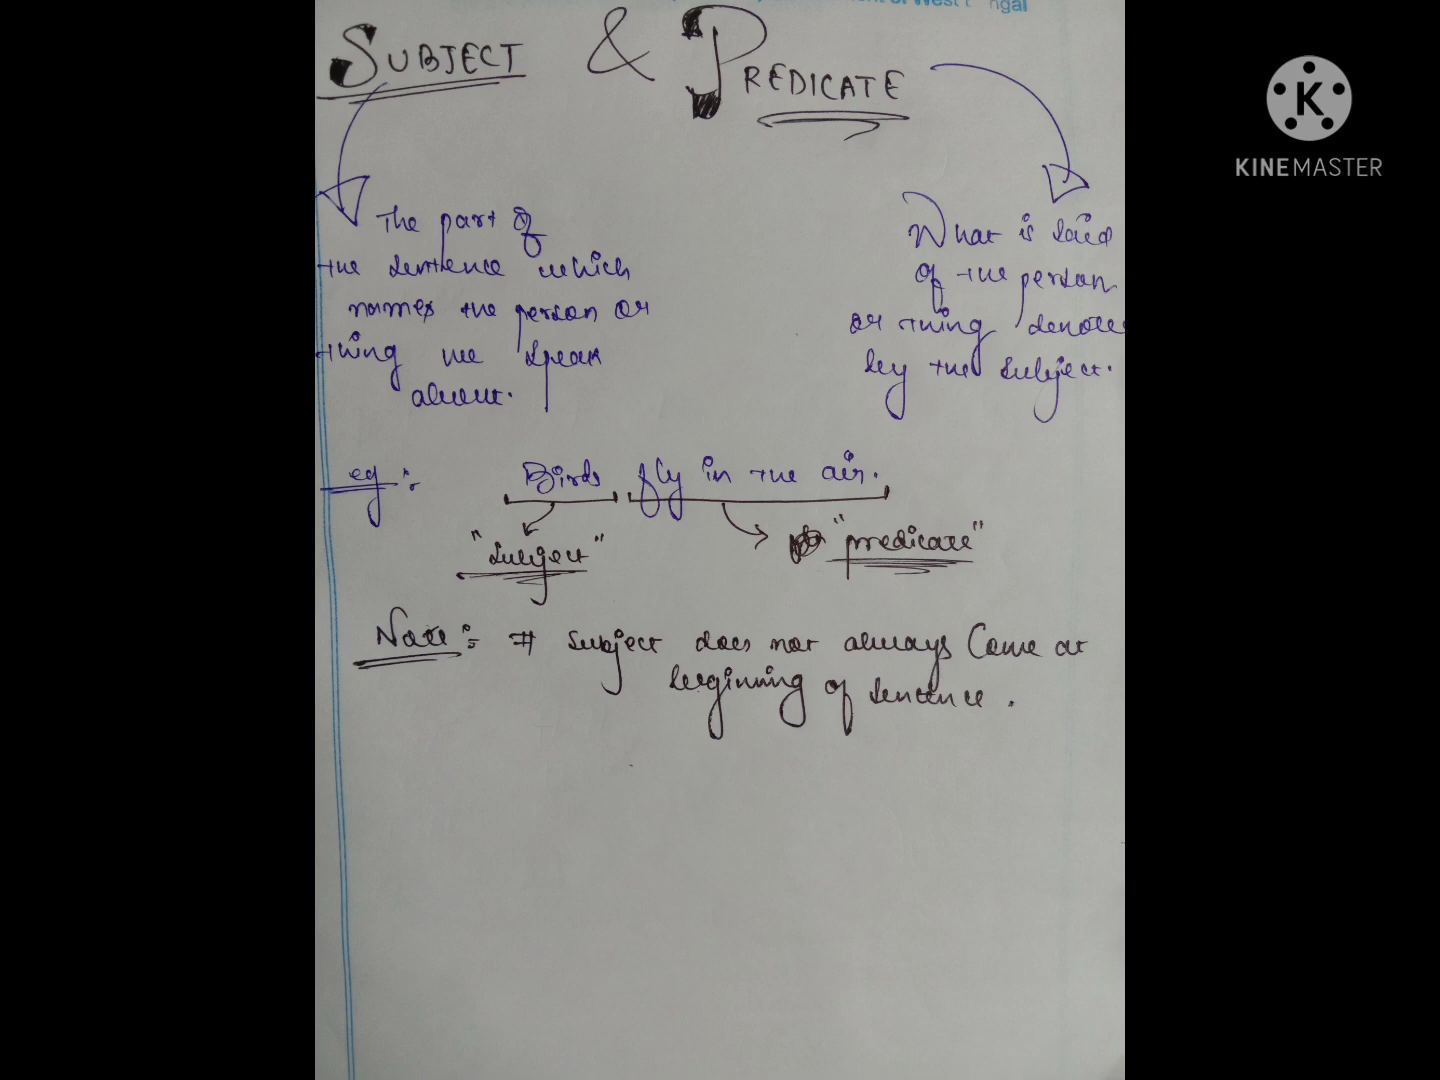 SUBJECT & PREDICATE
The part of
the sentence which
names the person or
thing we speak
about.
What is said
of the person
or thing denote
by the subject.
eg :- Birds fly in the air.
"subject"
"predicate"
Note :- # Subject does not always Come at
beginning of sentence.
KINEMASTER